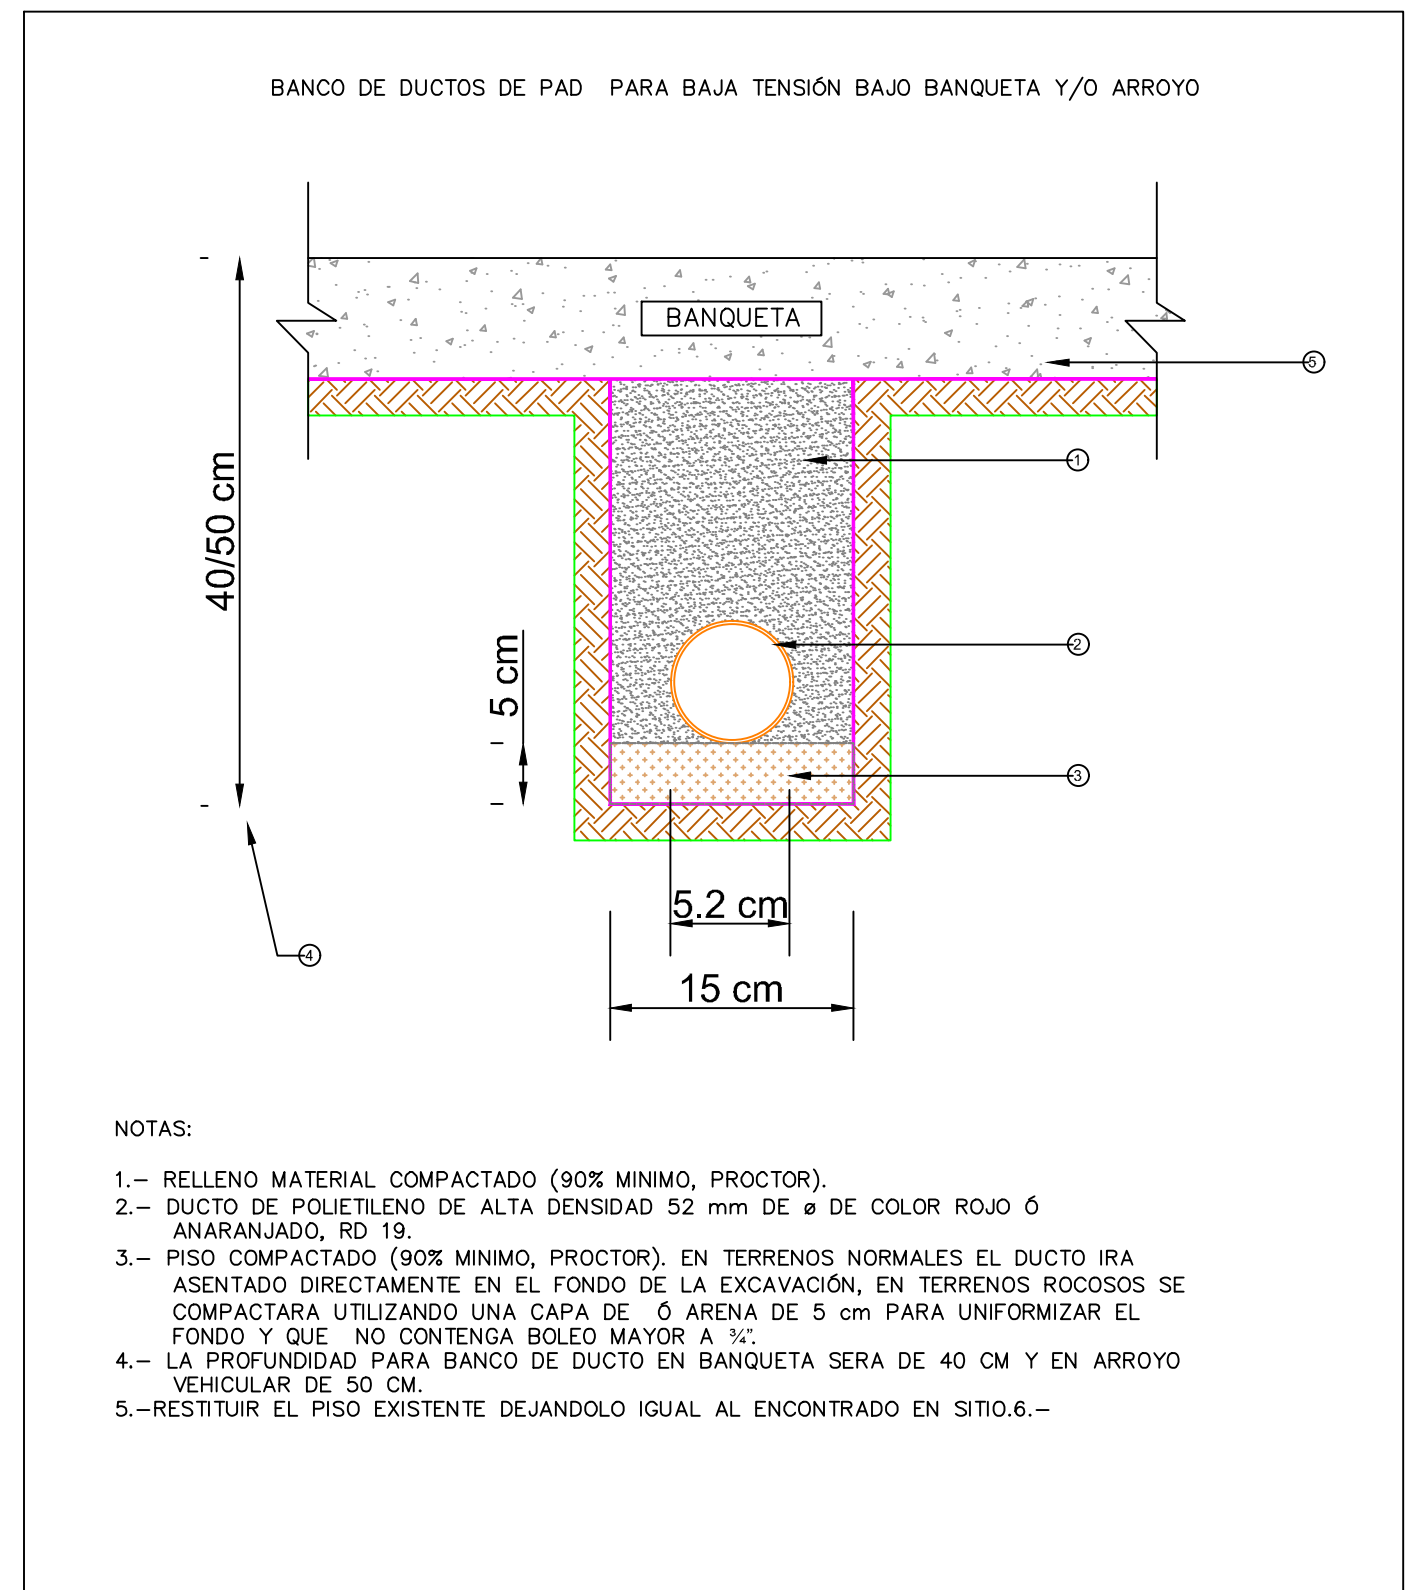 BANCO DE DUCTOS DE PAD PARA BAJA TENSIÓN BAJO BANQUETA Y/O ARROYO
BANQUETA
5
1
40/50 cm
2
5 cm
3
5.2 cm
4
15 cm
NOTAS:
1.- RELLENO MATERIAL COMPACTADO (90% MINIMO, PROCTOR).
2.- DUCTO DE POLIETILENO DE ALTA DENSIDAD 52 mm DE ø DE COLOR ROJO Ó
ANARANJADO, RD 19.
3.- PISO COMPACTADO (90% MINIMO, PROCTOR). EN TERRENOS NORMALES EL DUCTO IRA
ASENTADO DIRECTAMENTE EN EL FONDO DE LA EXCAVACIÓN, EN TERRENOS ROCOSOS SE
COMPACTARA UTILIZANDO UNA CAPA DE Ó ARENA DE 5 cm PARA UNIFORMIZAR EL
FONDO Y QUE NO CONTENGA BOLEO MAYOR A ¾".
4.- LA PROFUNDIDAD PARA BANCO DE DUCTO EN BANQUETA SERA DE 40 CM Y EN ARROYO
VEHICULAR DE 50 CM.
5.-RESTITUIR EL PISO EXISTENTE DEJANDOLO IGUAL AL ENCONTRADO EN SITIO.6.-